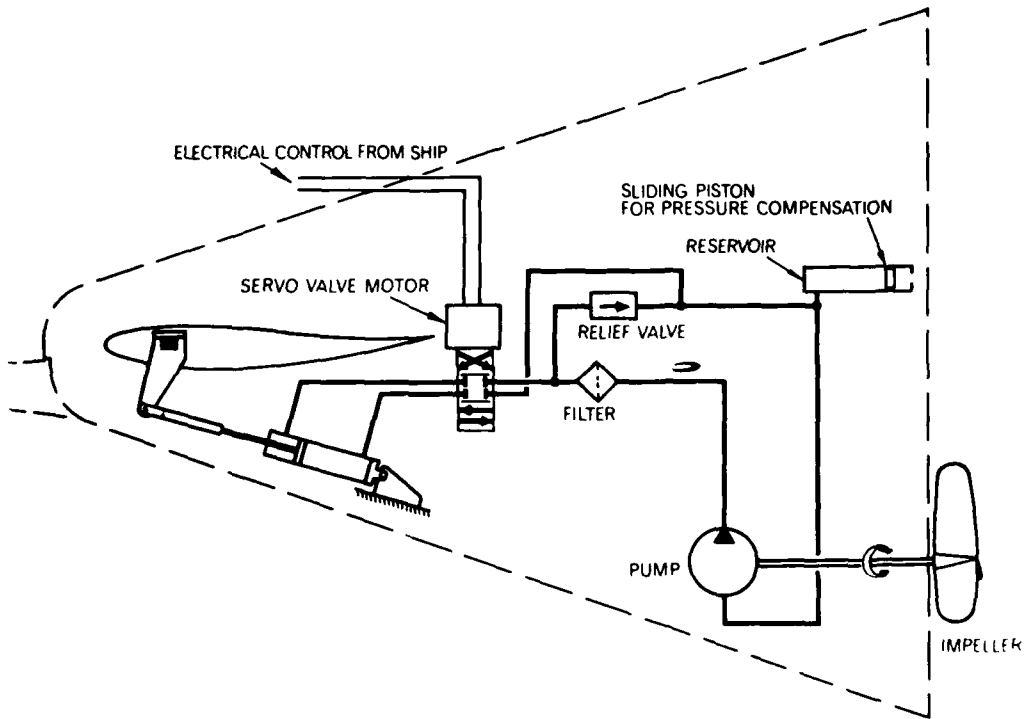 ELECTRICAL CONTROL FROM SHIP
SLIDING PISTON
FOR PRESSURE COMPENSATION
RESERVOIR
SERVO VALVE MOTOR
RELIEF VALVE
FILTER
PUMP
IMPELLER